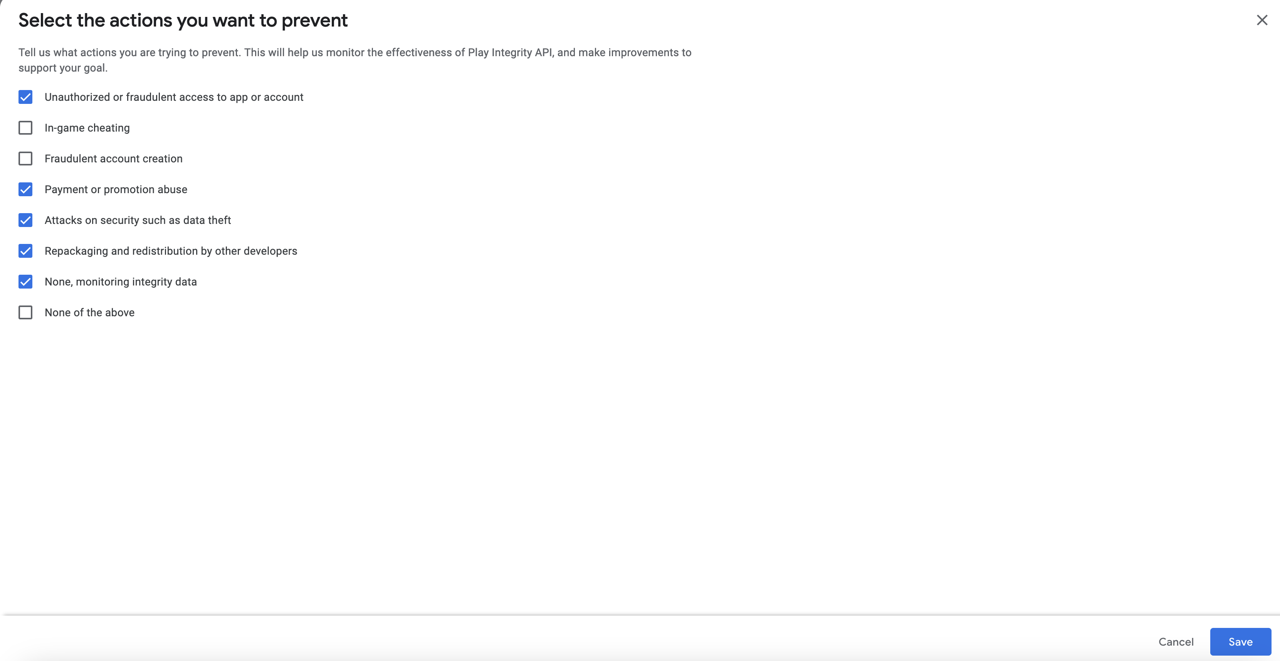 Select the actions you want to prevent
Tell us what actions you are trying to prevent. This will help us monitor the effectiveness of Play Integrity API, and make improvements to
support your goal.
Unauthorized or fraudulent access to app or account
In-game cheating
Fraudulent account creation
Payment or promotion abuse
Attacks on security such as data theft
Repackaging and redistribution by other developers
None, monitoring integrity data
None of the above
Cancel
Save